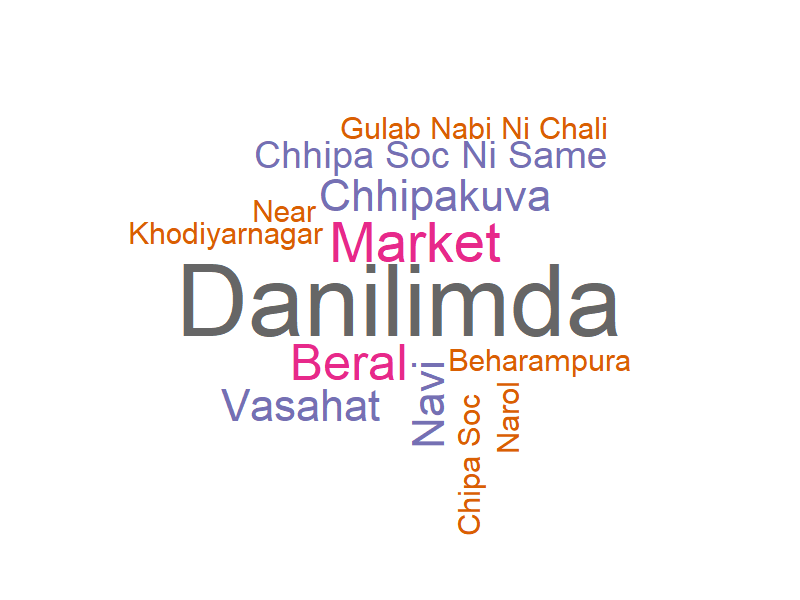 Gulab Nabi Ni Chali
Chhipa Soc Ni Same
Chhipakuva
Near
Khodiyarnagar
Market
Danilimda
Beral
Beharampura
Vasahat
Navi
Chipa Soc
Narol